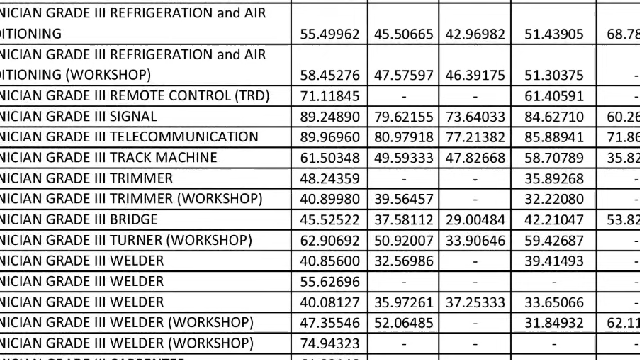 NICIAN GRADE III REFRIGERATION and AIR
ITIONING 55.49962 45.50665 42.96982 51.43905 68.78
NICIAN GRADE III REFRIGERATION and AIR
ITIONING (WORKSHOP) 58.45276 47.57597 46.39175 51.30375 -
NICIAN GRADE III REMOTE CONTROL (TRD) 71.11845 - - 61.40591 -
NICIAN GRADE III SIGNAL 89.24890 79.62155 73.64033 84.62710 60.26
NICIAN GRADE III TELECOMMUNICATION 89.96960 80.97918 77.21382 85.88941 71.86
NICIAN GRADE III TRACK MACHINE 61.50348 49.59333 47.82668 58.70789 35.82
NICIAN GRADE III TRIMMER 48.24359 - - 35.89268 -
NICIAN GRADE III TRIMMER (WORKSHOP) 40.89980 39.56457 - 32.22080 -
NICIAN GRADE III BRIDGE 45.52522 37.58112 29.00484 42.21047 53.82
NICIAN GRADE III TURNER (WORKSHOP) 62.90692 50.92007 33.90646 59.42687 -
NICIAN GRADE III WELDER 40.85600 32.56986 - 39.41493 -
NICIAN GRADE III WELDER 55.62696 - - - -
NICIAN GRADE III WELDER 40.08127 35.97261 37.25333 33.65066 -
NICIAN GRADE III WELDER (WORKSHOP) 47.35546 52.06485 - 31.84932 62.11
NICIAN GRADE III WELDER (WORKSHOP) 74.94323 - - - -